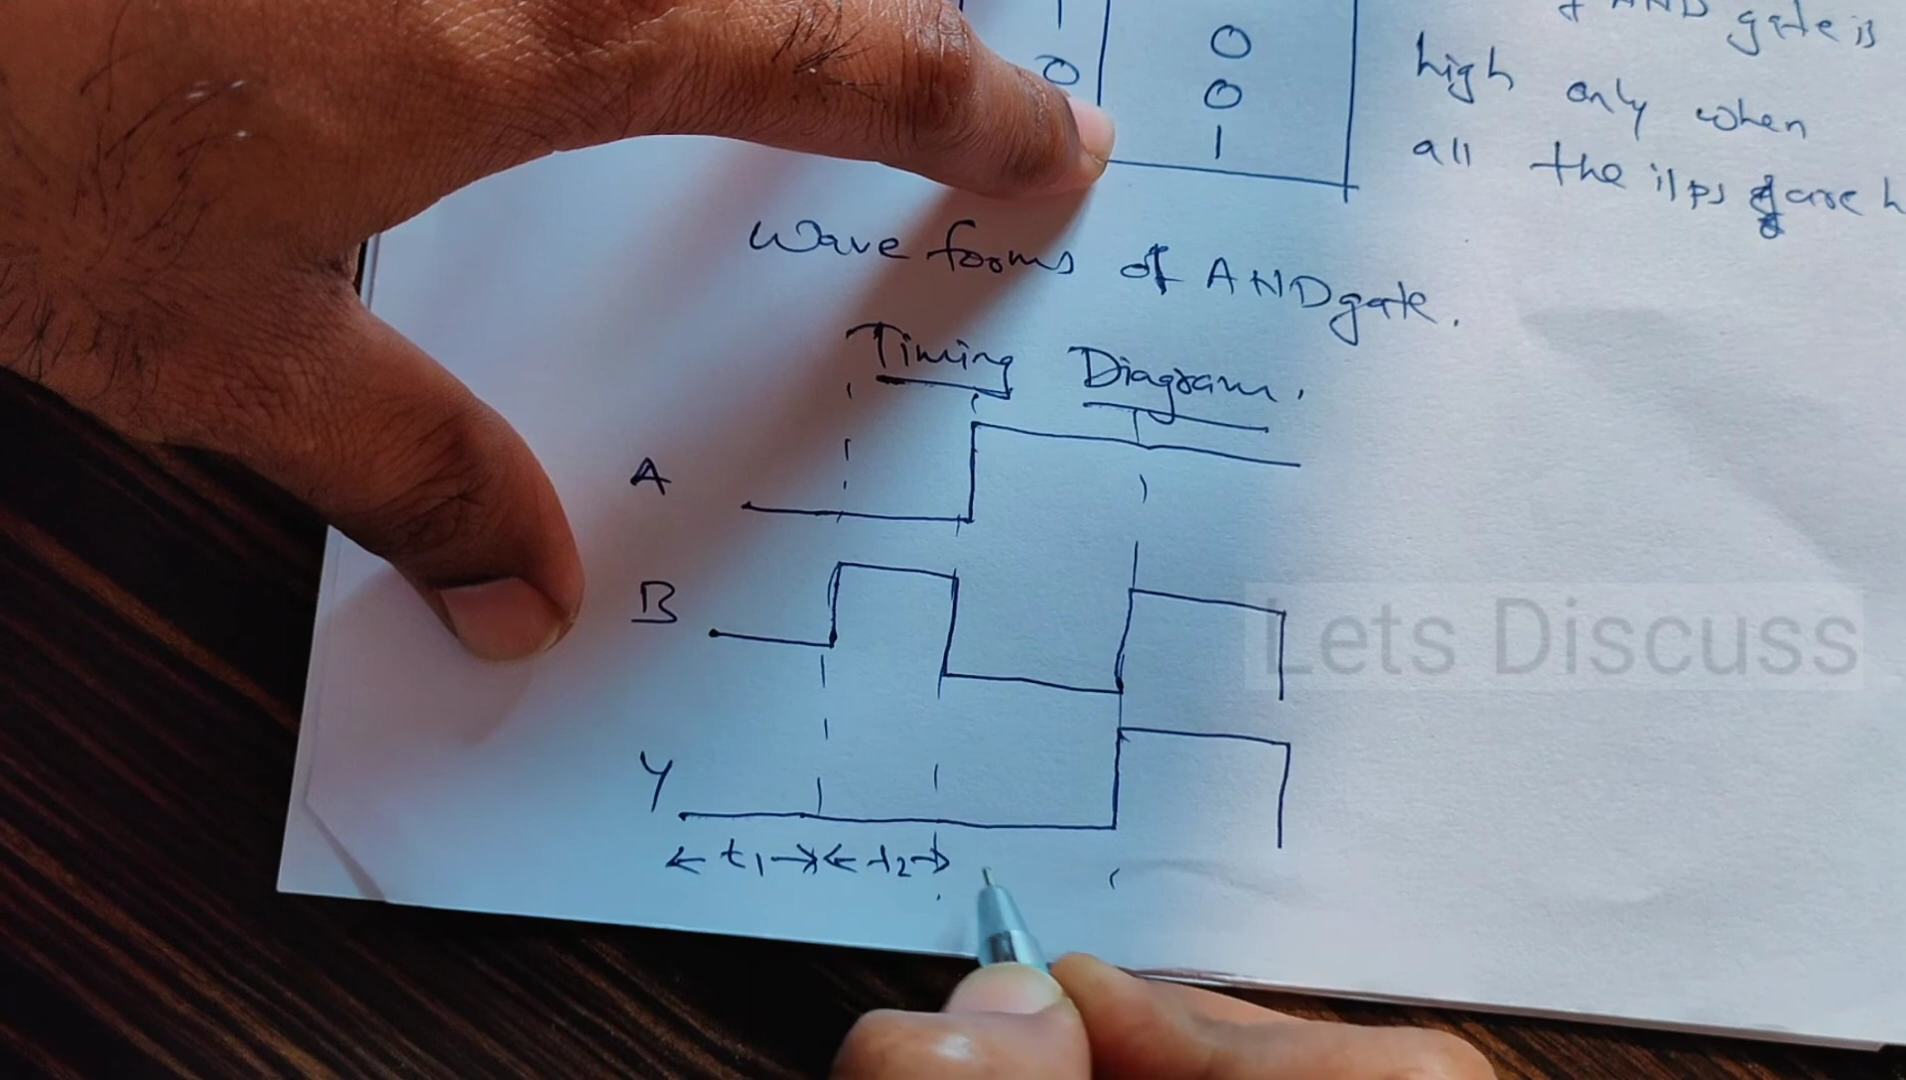 AND gate is
0
high only when
0 0
1
all the i/ps are h
Wave forms of AND gate.
Timing Diagram.
A
B
Lets Discuss
Y
t1 t2